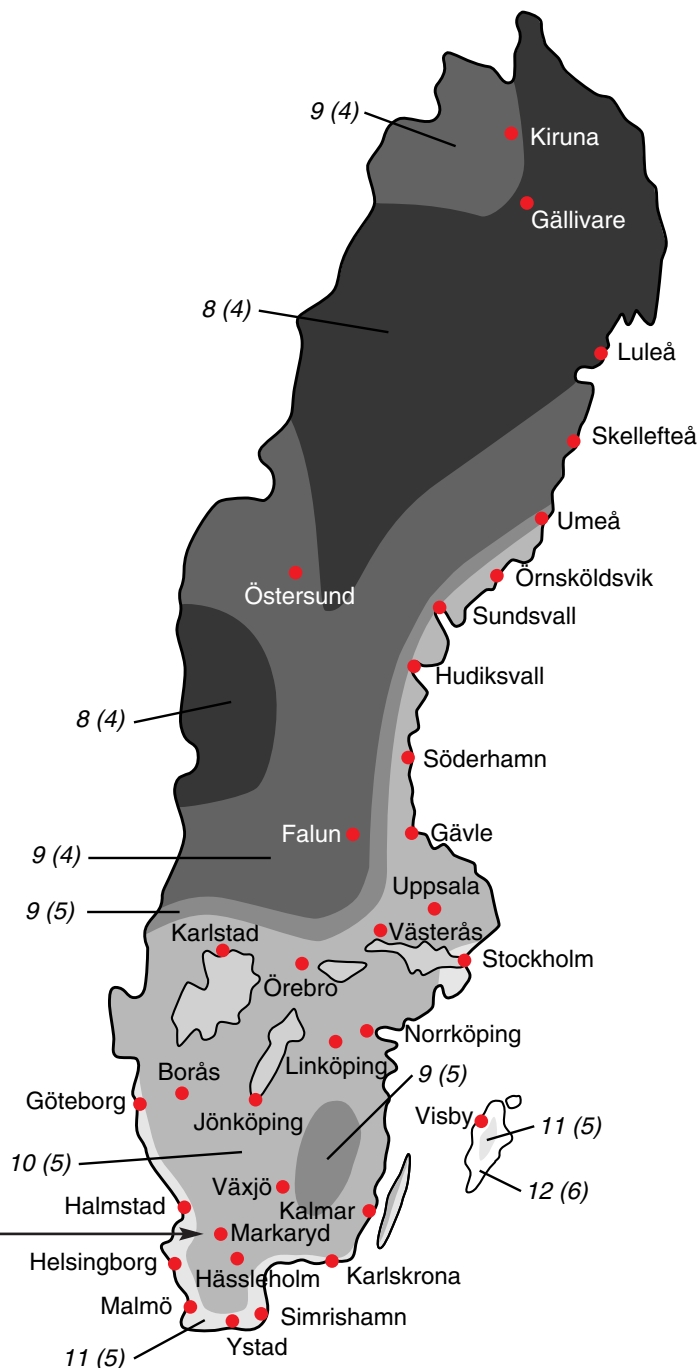 9 (4)
Kiruna
Gällivare
8 (4)
Luleå
Skellefteå
Umeå
Östersund
Örnsköldsvik
Sundsvall
Hudiksvall
8 (4)
Söderhamn
Falun
Gävle
9 (4)
Uppsala
9 (5)
Karlstad
Västerås
Stockholm
Örebro
Norrköping
Linköping
Borås
9 (5)
Göteborg
Jönköping
Visby
11 (5)
10 (5)
Växjö
12 (6)
Halmstad
Kalmar
Markaryd
Helsingborg
Hässleholm
Karlskrona
Malmö
Simrishamn
Ystad
11 (5)